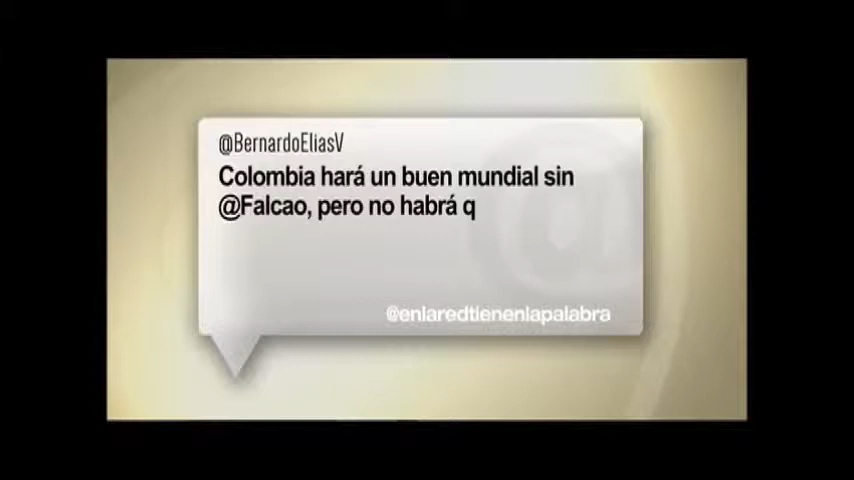 @BernardoEliasV
Colombia hará un buen mundial sin
@Falcao, pero no habrá q
@enlaredtienenlapalabra